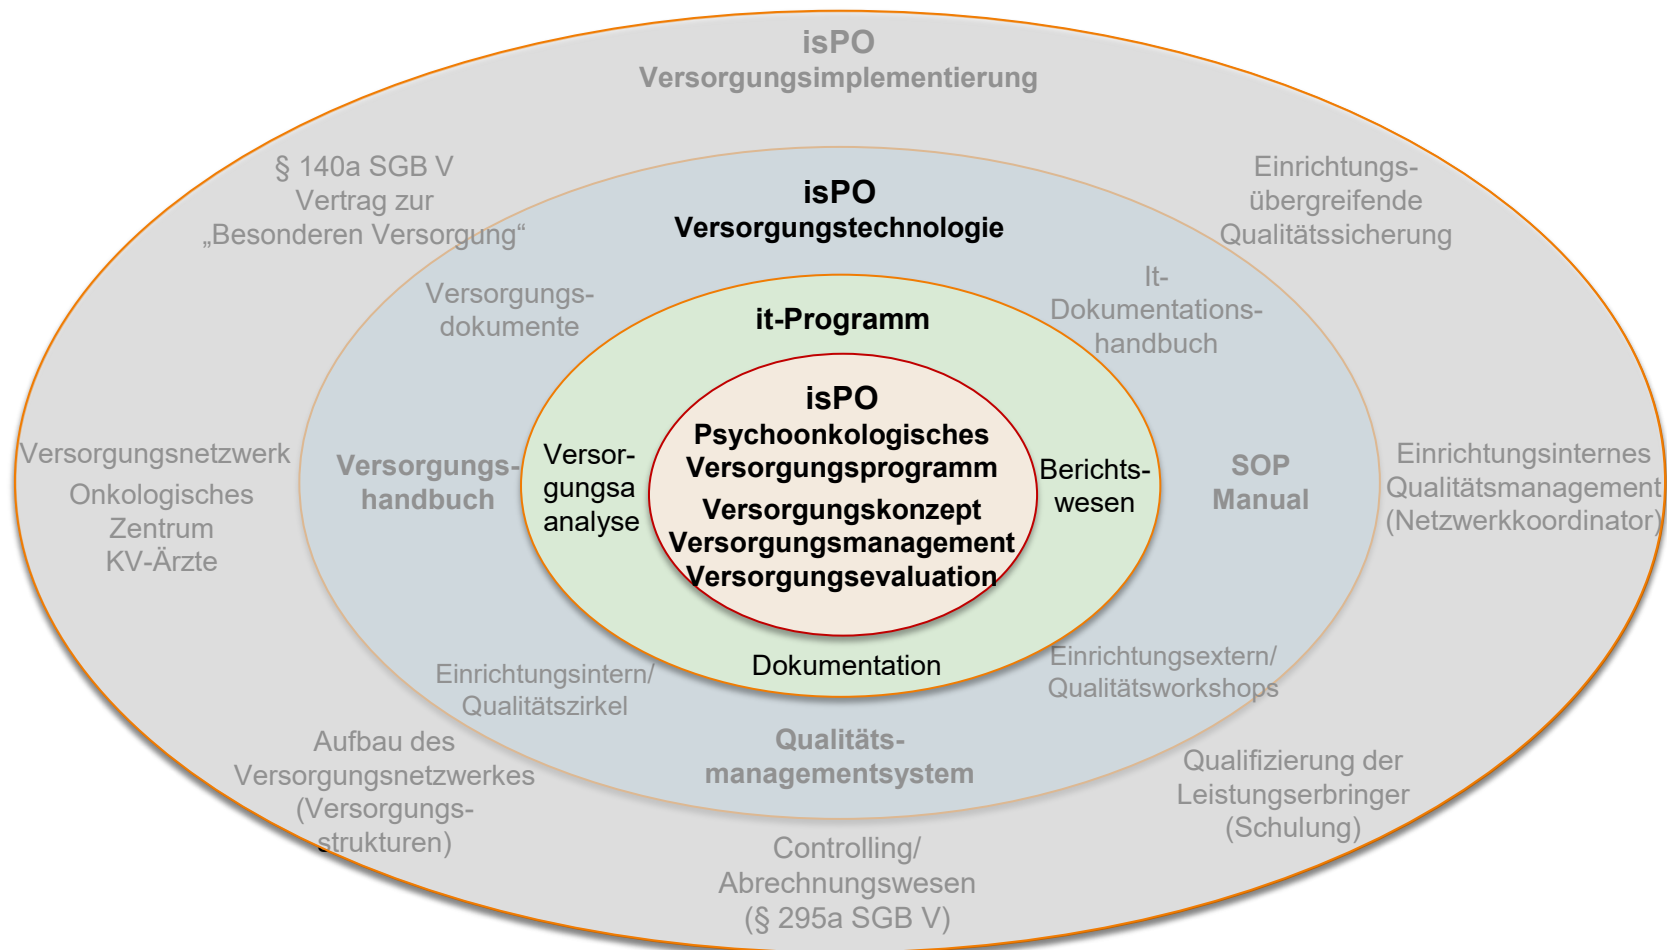 isPO
Versorgungsimplementierung
§ 140a SGB V
Vertrag zur
„Besonderen Versorgung“
Einrichtungs-
übergreifende
Qualitätssicherung
isPO
Versorgungstechnologie
Versorgungs-
dokumente
It-
Dokumentations-
handbuch
it-Programm
isPO
Psychoonkologisches
Versorgungsprogramm
Versorgungskonzept
Versorgungsmanagement
Versorgungsevaluation
Versor-
gungsa
analyse
Berichts-
wesen
Dokumentation
Versorgungsnetzwerk
Onkologisches
Zentrum
KV-Ärzte
Versorgungs-
handbuch
SOP
Manual
Einrichtungsinternes
Qualitätsmanagement
(Netzwerkkoordinator)
Einrichtungsintern/
Qualitätszirkel
Einrichtungsextern/
Qualitätsworkshops
Qualitäts-
managementsystem
Aufbau des
Versorgungsnetzwerkes
(Versorgungs-
strukturen)
Qualifizierung der
Leistungserbringer
(Schulung)
Controlling/
Abrechnungswesen
(§ 295a SGB V)